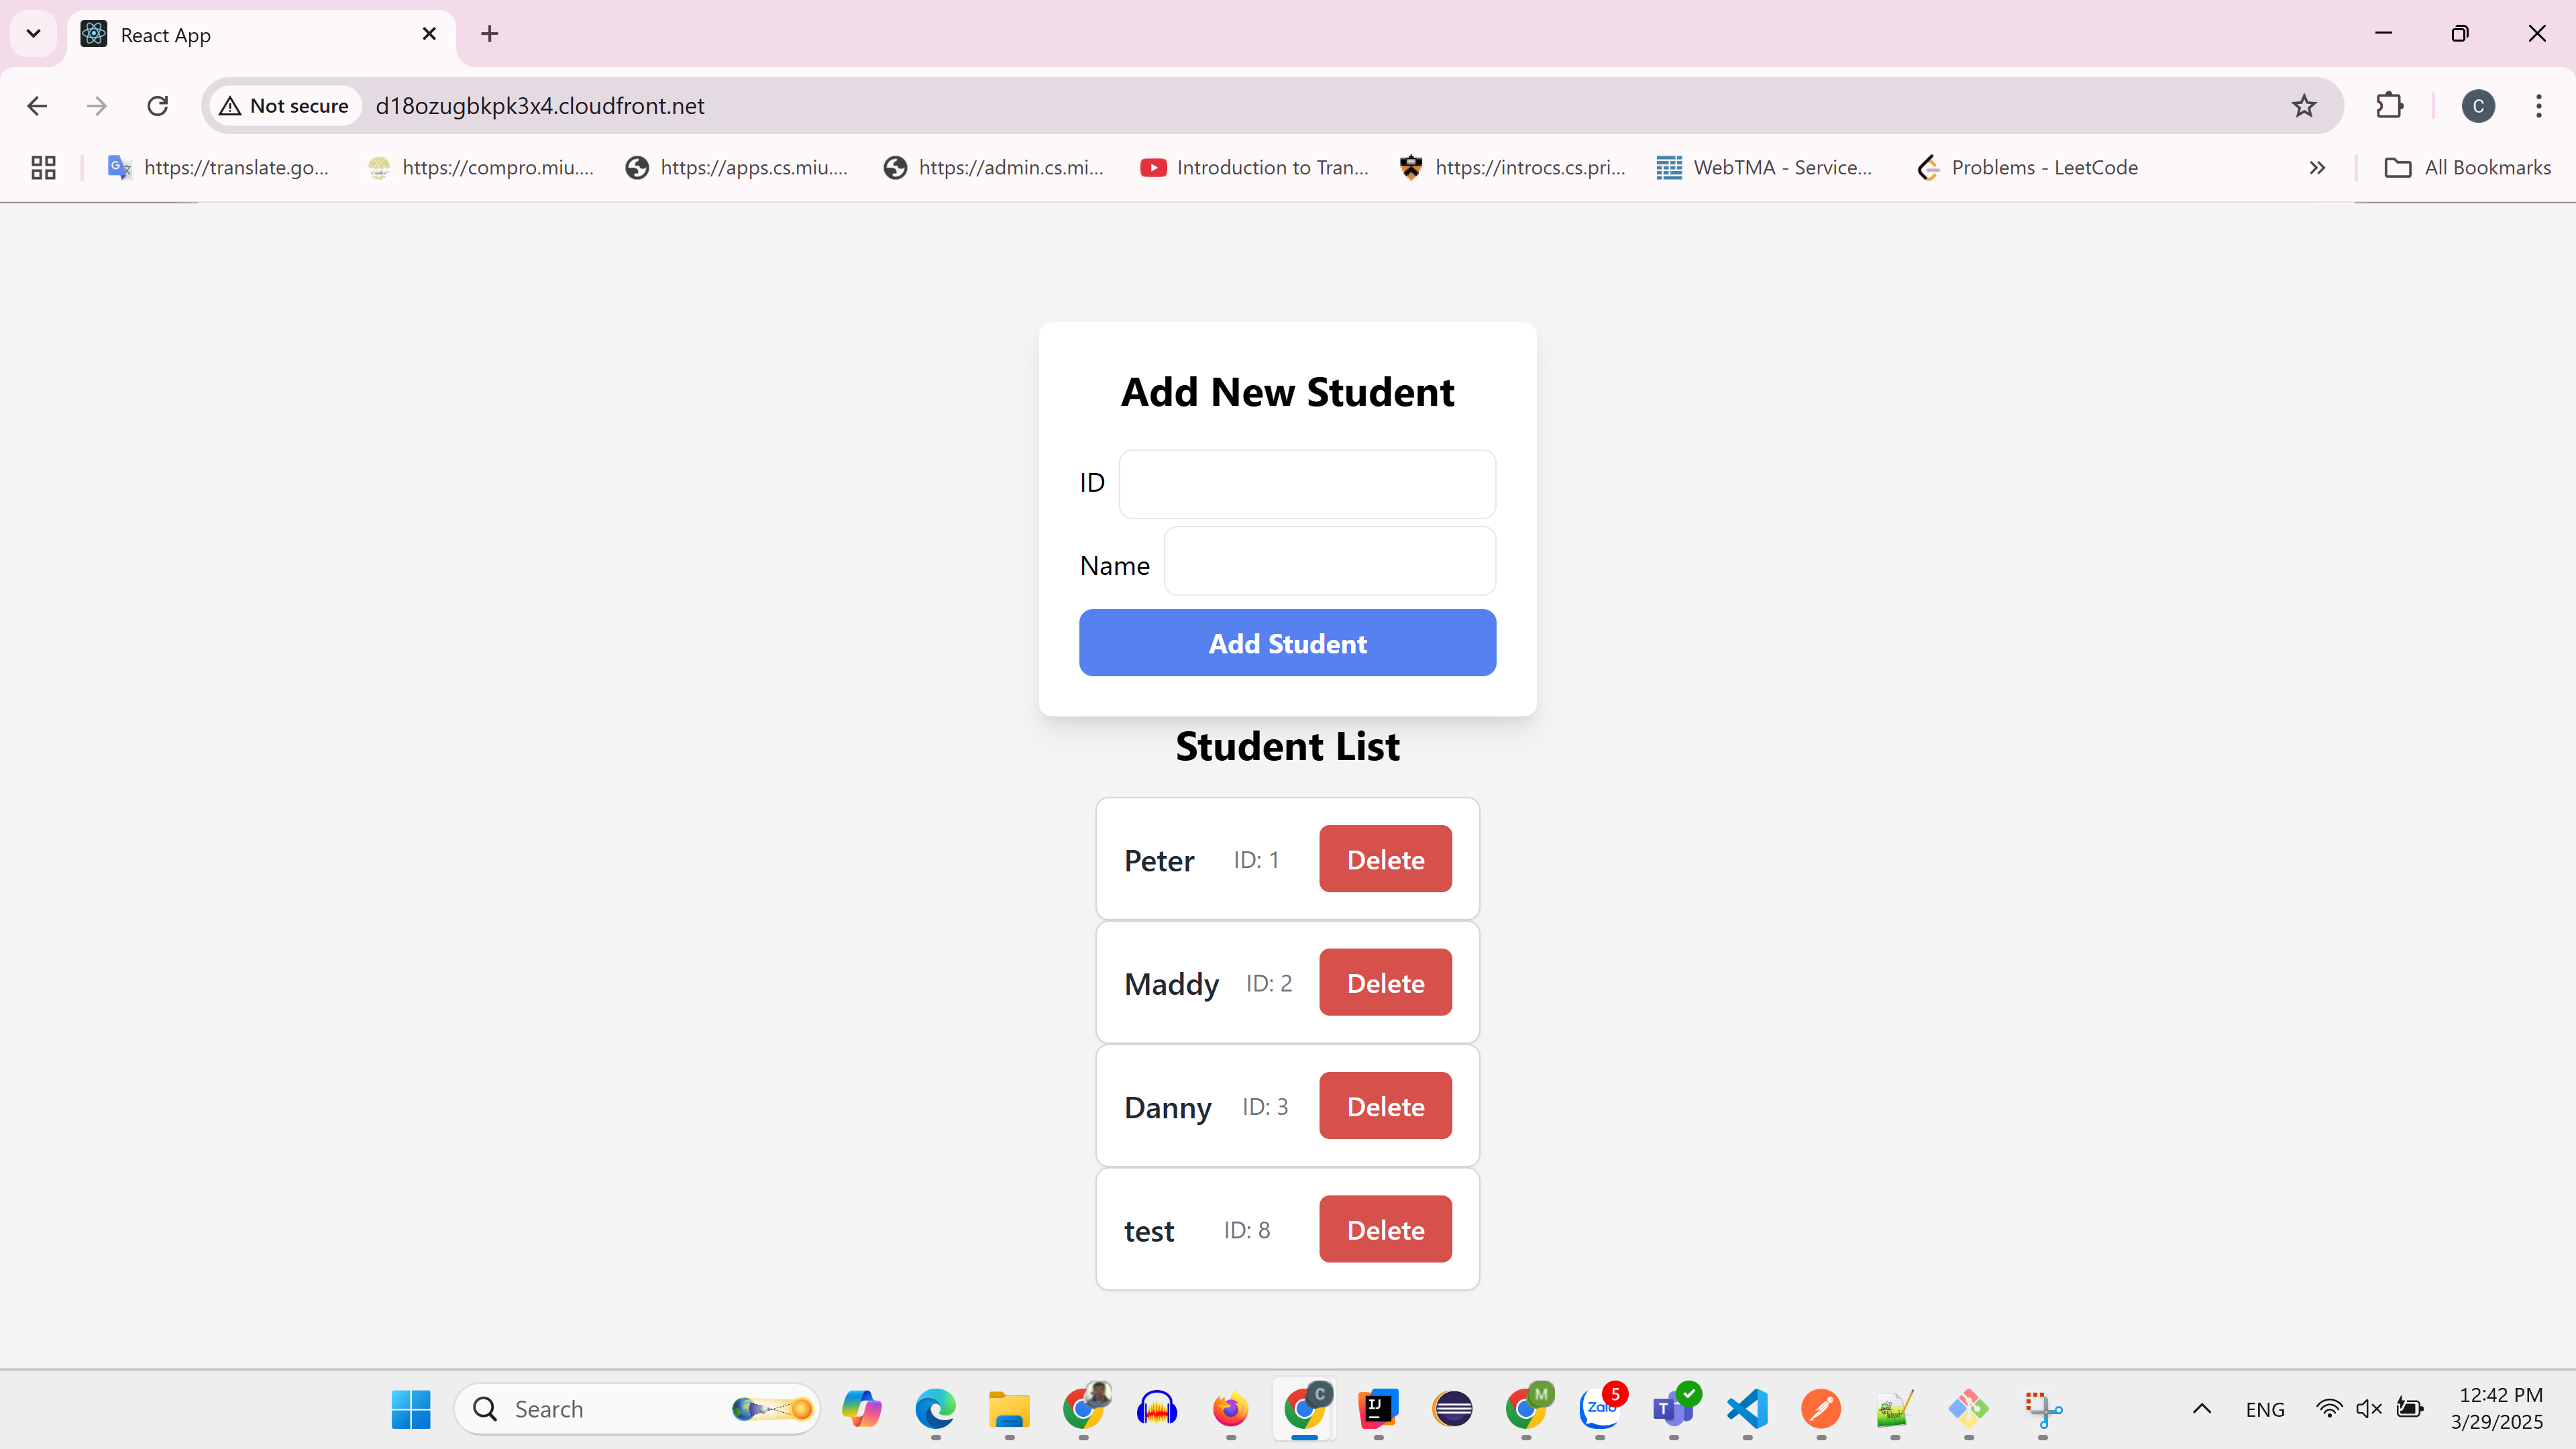 React App
Not secure d18ozugbkpk3x4.cloudfront.net
C
https://translate.go... https://compro.miu.... https://apps.cs.miu.... https://admin.cs.mi... Introduction to Tran... https://introcs.cs.pri... WebTMA - Service... Problems - LeetCode All Bookmarks
Add New Student
ID
Name
Add Student
Student List
Peter ID: 1 Delete
Maddy ID: 2 Delete
Danny ID: 3 Delete
test ID: 8 Delete
Search C IJ M Zalo 5 T ENG
12:42 PM
3/29/2025